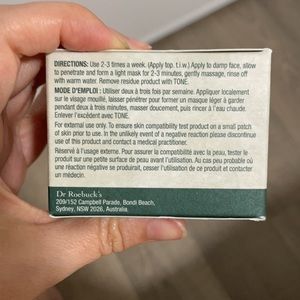 DIRECTIONS: Use 2-3 times a week. (Apply top. t.i.w.) Apply to damp face, allow
to penetrate and form a light mask for 2-3 minutes, gently massage, rinse off
with warm water. Remove residue product with TONE.
MODE D'EMPLOI : Utiliser deux à trois fois par semaine. Appliquer localement
sur le visage mouillé, laisser pénétrer pour former un masque léger à garder
pendant deux à trois minutes, masser doucement, puis rincer à l'eau chaude.
Enlever l'excédent avec TONE.
For external use only. To ensure skin compatibility test product on a small patch
of skin prior to use. In the unlikely event of a negative reaction please discontinue
use of this product and contact a medical practitioner.
Réservé à l'usage externe. Pour assurer la compatibilité avec la peau, tester le
produit sur une petite surface de peau avant l'utilisation. Au cas peu probable où
une réaction négative se produirait, cesser l'utilisation de ce produit et contacter
un médecin.
Dr Roebuck's
209/152 Campbell Parade, Bondi Beach,
Sydney, NSW 2026, Australia.